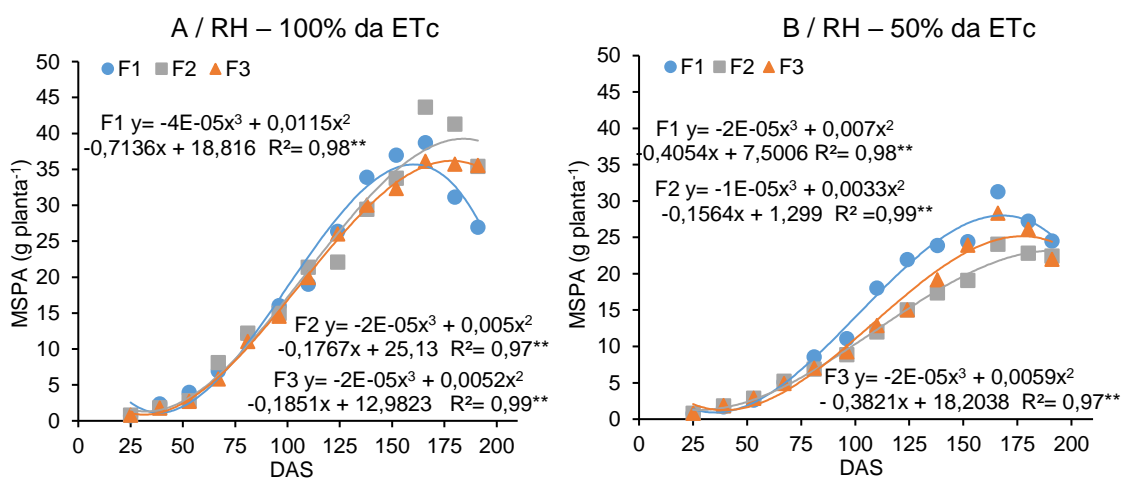 A / RH – 100% da ETc
F1 F2 F3
F1 y= -4E-05x³ + 0,0115x²
-0,7136x + 18,816 R²= 0,98**
F2 y= -2E-05x³ + 0,005x²
-0,1767x + 25,13 R²= 0,97**
F3 y= -2E-05x³ + 0,0052x²
-0,1851x + 12,9823 R²= 0,99**
MSPA (g planta⁻¹)
50
45
40
35
30
25
20
15
10
5
0
0 25 50 75 100 125 150 175 200
DAS
B / RH – 50% da ETc
F1 F2 F3
F1 y= -2E-05x³ + 0,007x²
-0,4054x + 7,5006 R²= 0,98**
F2 y= -1E-05x³ + 0,0033x²
-0,1564x + 1,299 R² =0,99**
F3 y= -2E-05x³ + 0,0059x²
- 0,3821x + 18,2038 R²= 0,97**
MSPA (g planta⁻¹)
50
45
40
35
30
25
20
15
10
5
0
0 25 50 75 100 125 150 175 200
DAS